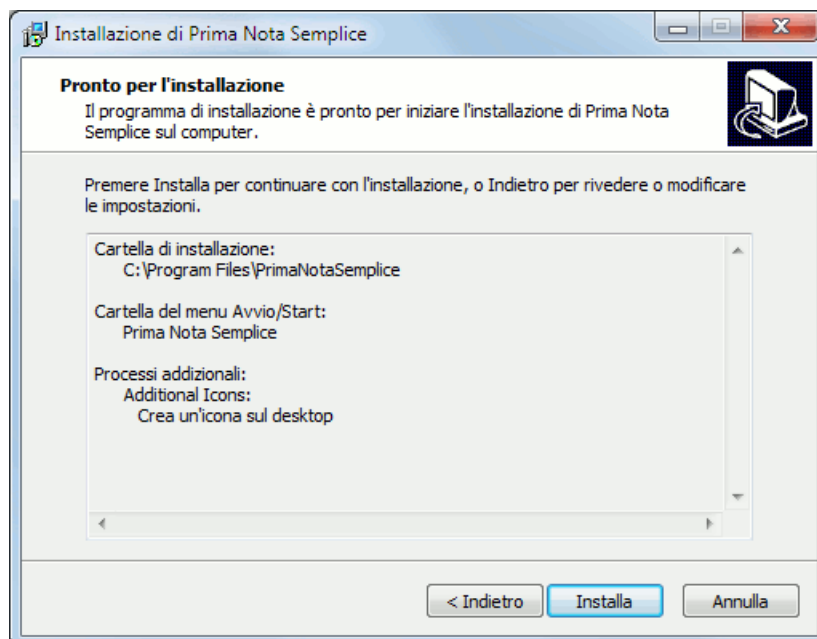 Installazione di Prima Nota Semplice
Pronto per l'installazione
Il programma di installazione è pronto per iniziare l'installazione di Prima Nota
Semplice sul computer.
Premere Installa per continuare con l'installazione, o Indietro per rivedere o modificare
le impostazioni.
Cartella di installazione:
C:\Program Files\PrimaNotaSemplice
Cartella del menu Avvio/Start:
Prima Nota Semplice
Processi addizionali:
Additional Icons:
Crea un'icona sul desktop
< Indietro
Installa
Annulla